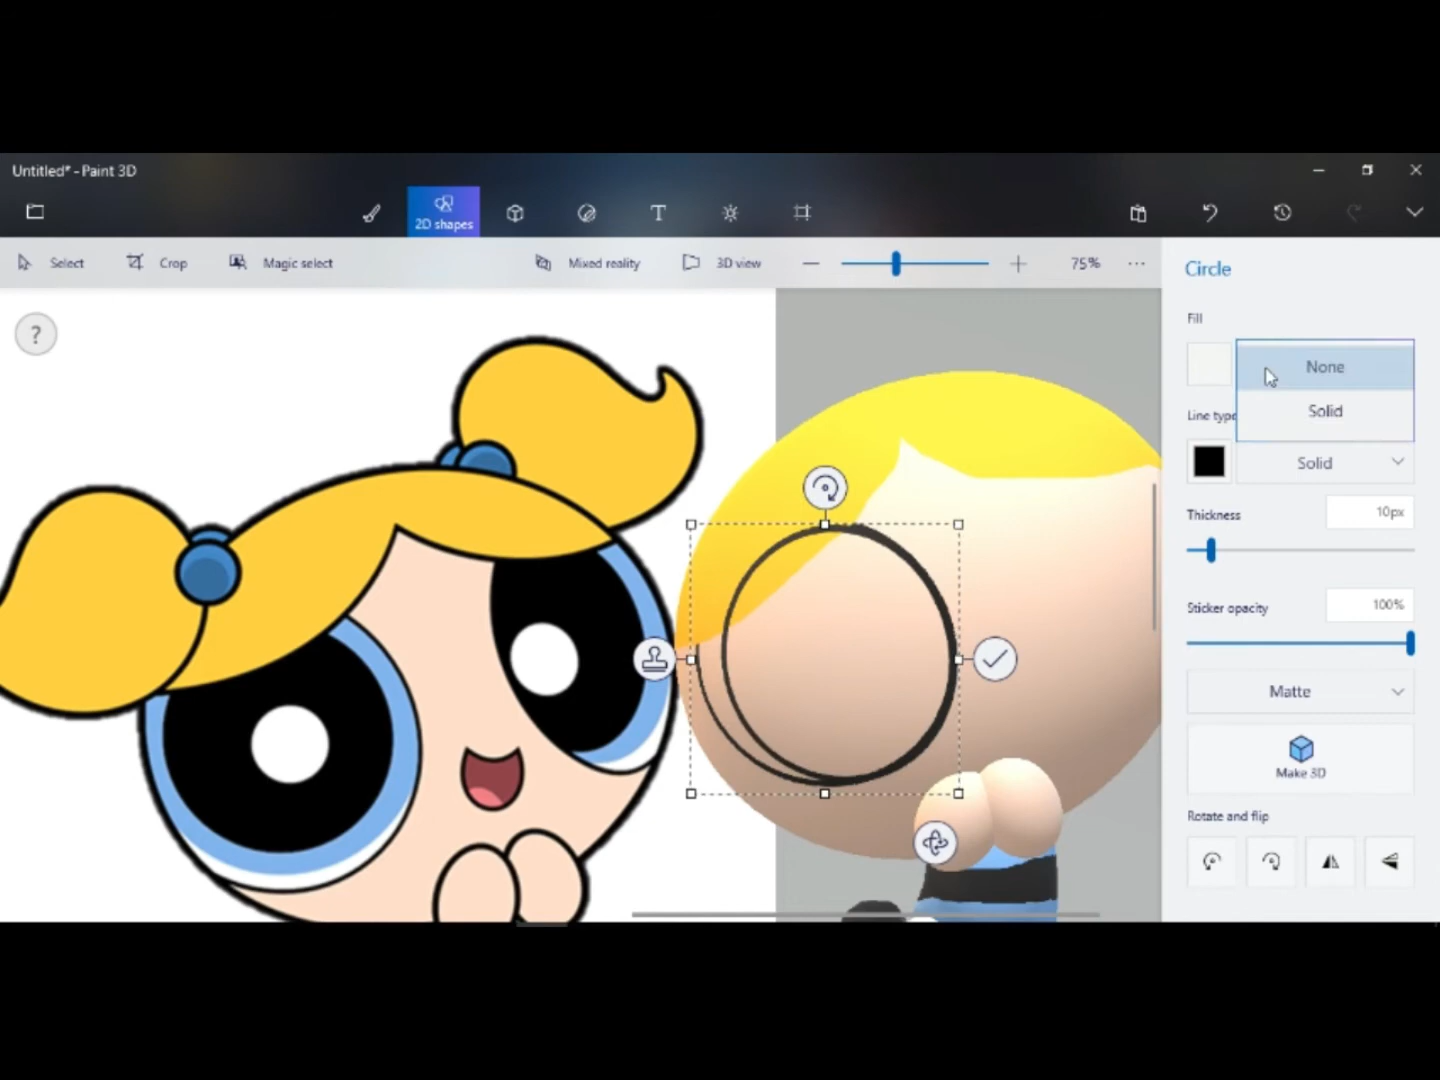 Untitled* - Paint 3D
2D shapes
T
Select
Crop
Magic select
Mixed reality
3D view
75%
?
Circle
Fill
None
Solid
Line type
Solid
Thickness
10px
Sticker opacity
100%
Matte
Make 3D
Rotate and flip